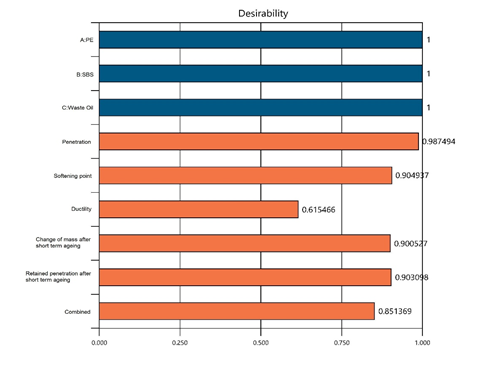 Desirability
A:PE
1
B:SBS
1
C:Waste Oil
1
Penetration
0.987494
Softening point
0.904937
Ductility
0.615466
Change of mass after
short term ageing
0.900527
Retained penetration after
short term ageing
0.903098
Combined
0.851369
0.000 0.250 0.500 0.750 1.000